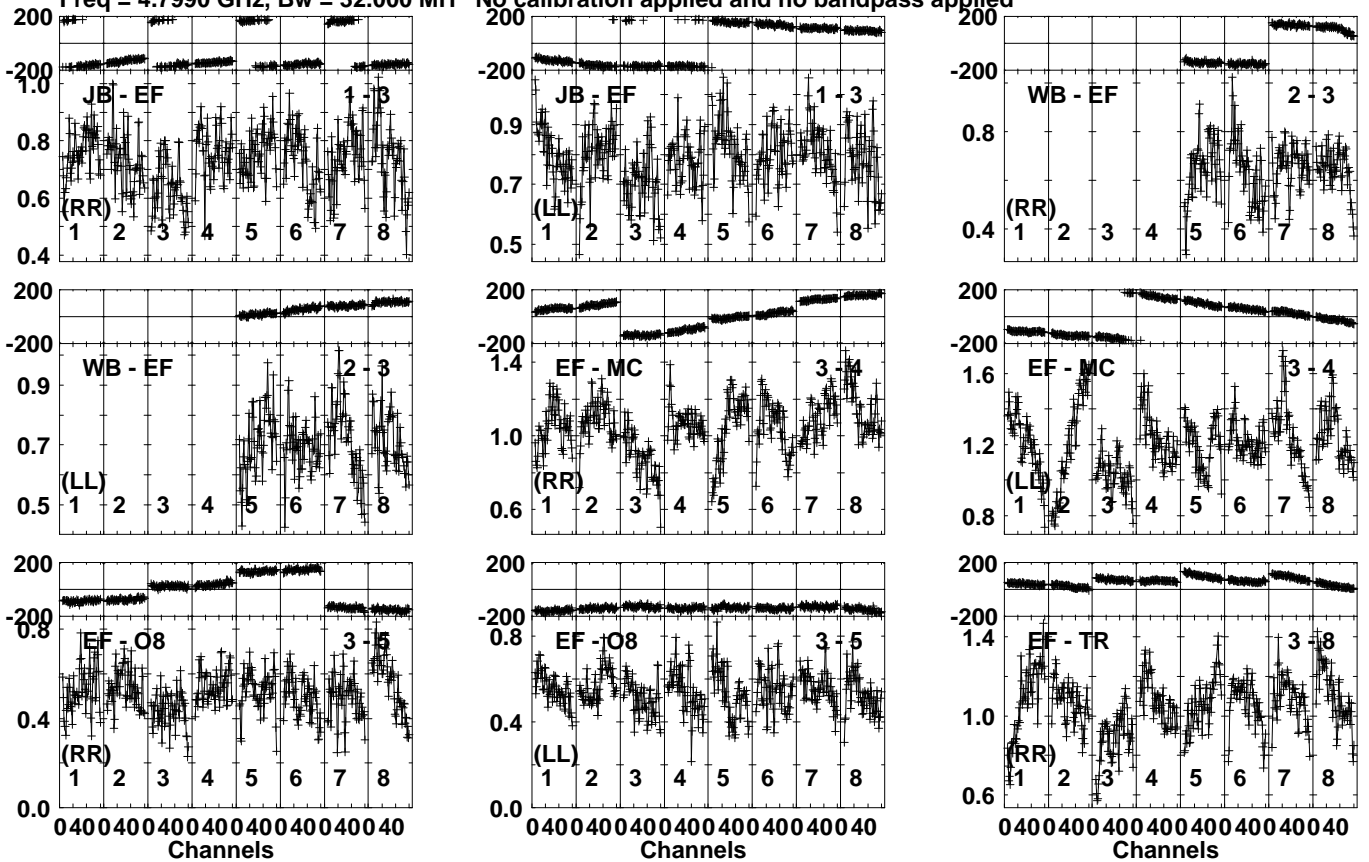 Freq = 4.7990 GHz, Bw = 32.000 MH No calibration applied and no bandpass applied
200 200 200
-200 -200 -200
JB - EF 1 - 3 JB - EF 1 - 3 WB - EF 2 - 3
1.0 0.8 0.6 0.4
0.9 0.7 0.5
0.8 0.4
(RR) (LL) (RR)
1 2 3 4 5 6 7 8 1 2 3 4 5 6 7 8 1 2 3 4 5 6 7 8
200 200 200
-200 -200 -200
WB - EF 2 - 3 EF - MC 3 - 4 EF - MC 3 - 4
0.9 0.7 0.5
1.4 1.0 0.6
1.6 1.2 0.8
(LL) (RR) (LL)
1 2 3 4 5 6 7 8 1 2 3 4 5 6 7 8 1 2 3 4 5 6 7 8
200 200 200
-200 -200 -200
EF - O8 3 - 5 EF - O8 3 - 5 EF - TR 3 - 8
0.8 0.4 0.0
0.8 0.4 0.0
1.4 1.0 0.6
(RR) (LL) (RR)
1 2 3 4 5 6 7 8 1 2 3 4 5 6 7 8 1 2 3 4 5 6 7 8
0 40 0 40 0 40 0 40 0 40 0 40 0 40 0 40 0 40 0 40 0 40 0 40 0 40 0 40 0 40 0 40 0 40 0 40 0 40 0 40 0 40 0 40 0 40 0 40
Channels Channels Channels